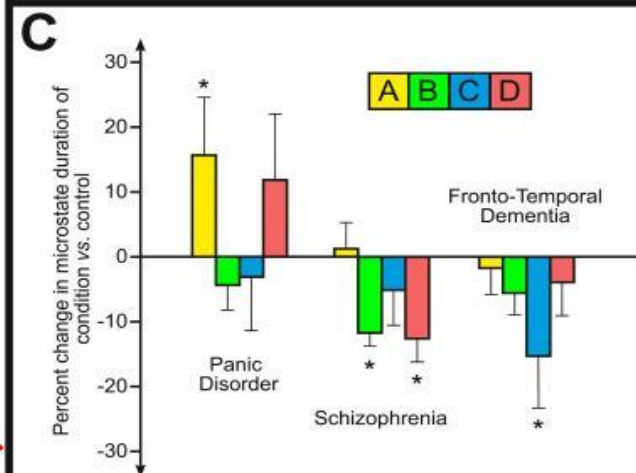 C
Percent change in microstate duration of
condition vs. control
30
20
10
0
-10
-20
-30
A B C D
*
Panic
Disorder
* *
Schizophrenia
Fronto-Temporal
Dementia
*